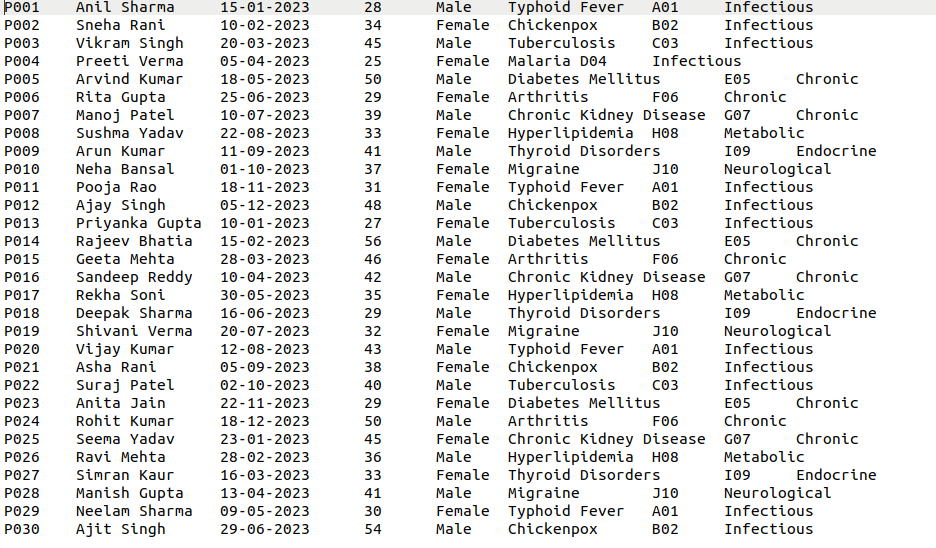 P001 Anil Sharma 15-01-2023 28 Male Typhoid Fever A01 Infectious
P002 Sneha Rani 10-02-2023 34 Female Chickenpox B02 Infectious
P003 Vikram Singh 20-03-2023 45 Male Tuberculosis C03 Infectious
P004 Preeti Verma 05-04-2023 25 Female Malaria D04 Infectious
P005 Arvind Kumar 18-05-2023 50 Male Diabetes Mellitus E05 Chronic
P006 Rita Gupta 25-06-2023 29 Female Arthritis F06 Chronic
P007 Manoj Patel 10-07-2023 39 Male Chronic Kidney Disease G07 Chronic
P008 Sushma Yadav 22-08-2023 33 Female Hyperlipidemia H08 Metabolic
P009 Arun Kumar 11-09-2023 41 Male Thyroid Disorders I09 Endocrine
P010 Neha Bansal 01-10-2023 37 Female Migraine J10 Neurological
P011 Pooja Rao 18-11-2023 31 Female Typhoid Fever A01 Infectious
P012 Ajay Singh 05-12-2023 48 Male Chickenpox B02 Infectious
P013 Priyanka Gupta 10-01-2023 27 Female Tuberculosis C03 Infectious
P014 Rajeev Bhatia 15-02-2023 56 Male Diabetes Mellitus E05 Chronic
P015 Geeta Mehta 28-03-2023 46 Female Arthritis F06 Chronic
P016 Sandeep Reddy 10-04-2023 42 Male Chronic Kidney Disease G07 Chronic
P017 Rekha Soni 30-05-2023 35 Female Hyperlipidemia H08 Metabolic
P018 Deepak Sharma 16-06-2023 29 Male Thyroid Disorders I09 Endocrine
P019 Shivani Verma 20-07-2023 32 Female Migraine J10 Neurological
P020 Vijay Kumar 12-08-2023 43 Male Typhoid Fever A01 Infectious
P021 Asha Rani 05-09-2023 38 Female Chickenpox B02 Infectious
P022 Suraj Patel 02-10-2023 40 Male Tuberculosis C03 Infectious
P023 Anita Jain 22-11-2023 29 Female Diabetes Mellitus E05 Chronic
P024 Rohit Kumar 18-12-2023 50 Male Arthritis F06 Chronic
P025 Seema Yadav 23-01-2023 45 Female Chronic Kidney Disease G07 Chronic
P026 Ravi Mehta 28-02-2023 36 Male Hyperlipidemia H08 Metabolic
P027 Simran Kaur 16-03-2023 33 Female Thyroid Disorders I09 Endocrine
P028 Manish Gupta 13-04-2023 41 Male Migraine J10 Neurological
P029 Neelam Sharma 09-05-2023 30 Female Typhoid Fever A01 Infectious
P030 Ajit Singh 29-06-2023 54 Male Chickenpox B02 Infectious